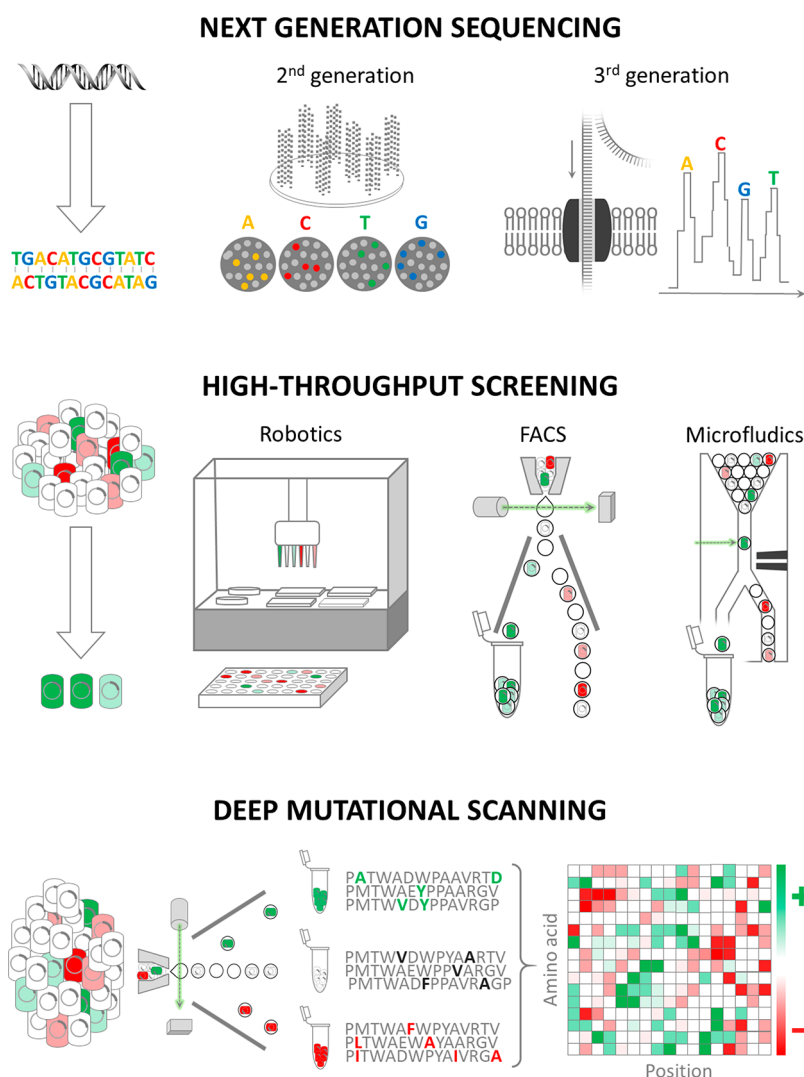 NEXT GENERATION SEQUENCING
2nd generation
3rd generation
A C T G
A
C
G
T
TGACATGCGTATC
ACTGTACGCATAG
HIGH-THROUGHPUT SCREENING
Robotics
FACS
Microfludics
DEEP MUTATIONAL SCANNING
PATWADWPAAVRTD
PMTWAEYPPAARGV
PMTWVDYPPAVRGP
PMTWVDWPYAARTV
PMTWAEWPPVARGV
PMTWADFPPAVRAGP
PMTWAFWPYAVRTV
PLTWAEWAYAARGV
PITWADWPYAIVRGA
Amino acid
Position
+
−